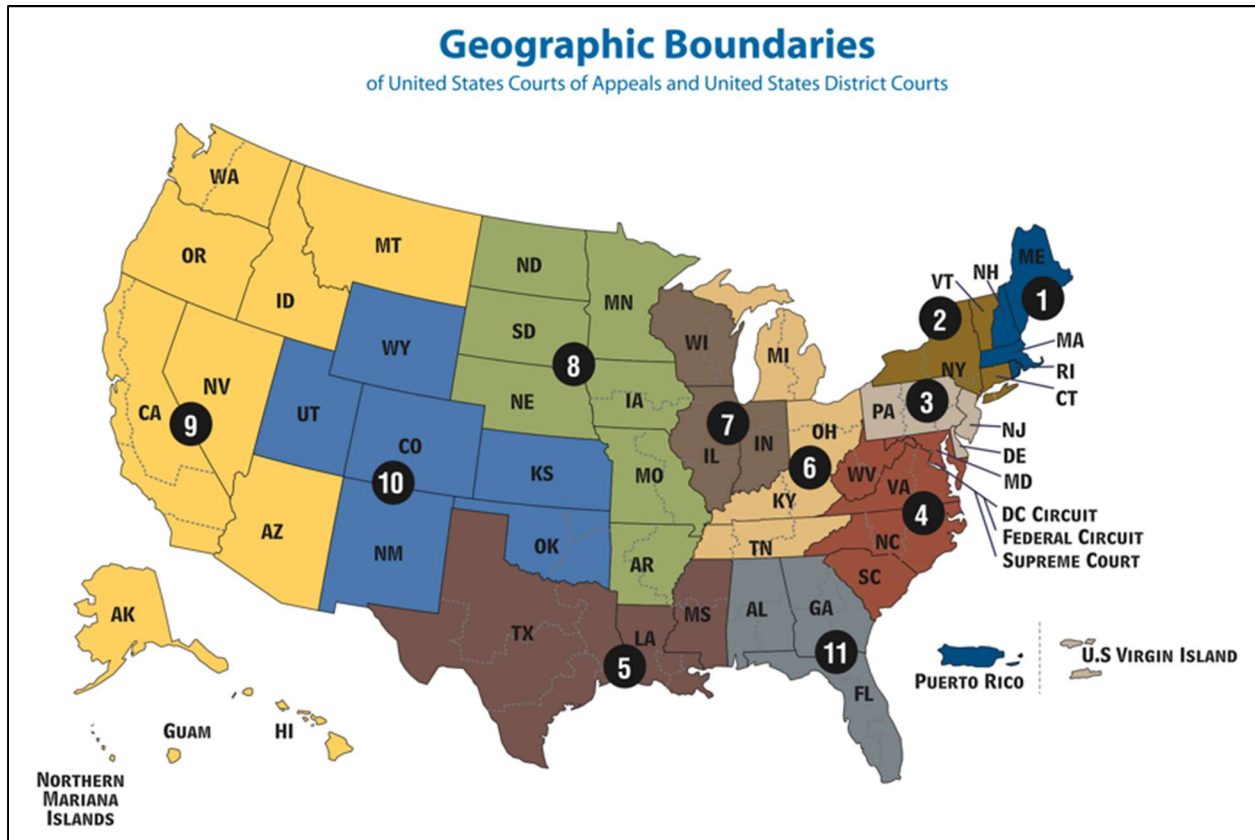 Geographic Boundaries
of United States Courts of Appeals and United States District Courts
WA
OR
MT
ID
ND
MN
SD
WY
NE
IA
8
WI
MI
ME
NH
VT
1
2
MA
RI
CT
NY
PA
3
NJ
DE
MD
NV
CA
9
UT
CO
10
KS
MO
7
IL
IN
OH
6
WV
VA
4
KY
DC CIRCUIT
FEDERAL CIRCUIT
SUPREME COURT
AZ
NM
OK
AR
TN
NC
SC
TX
LA
5
MS
AL
GA
11
FL
AK
HI
GUAM
NORTHERN
MARIANA
ISLANDS
PUERTO RICO
U.S VIRGIN ISLAND